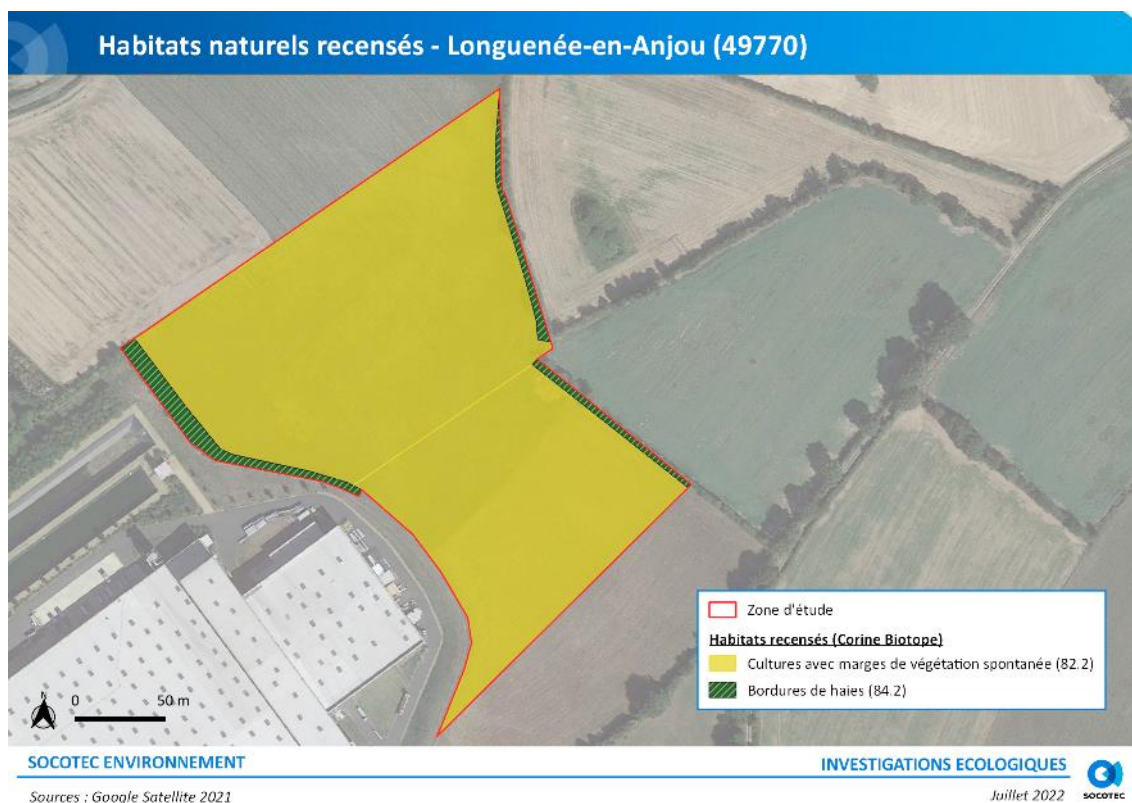 Habitats naturels recensés - Longuenée-en-Anjou (49770)
Zone d'étude
Habitats recensés (Corine Biotope)
Cultures avec marges de végétation spontanée (82.2)
Bordures de haies (84.2)
N
0 50 m
SOCOTEC ENVIRONNEMENT
INVESTIGATIONS ECOLOGIQUES
Sources : Google Satellite 2021
Juillet 2022
SOCOTEC